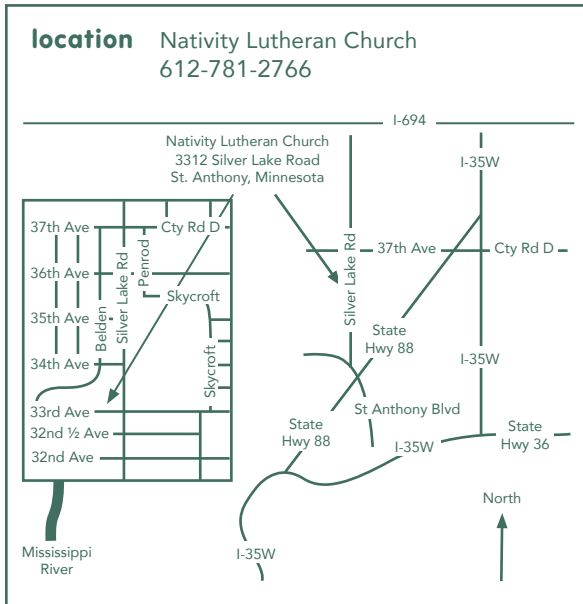 location Nativity Lutheran Church
612-781-2766
I-694
Nativity Lutheran Church
3312 Silver Lake Road
St. Anthony, Minnesota
I-35W
37th Ave
Cty Rd D
36th Ave
35th Ave
34th Ave
33rd Ave
32nd ½ Ave
32nd Ave
Belden
Silver Lake Rd
Penrod
Skycroft
Skycroft
Silver Lake Rd
37th Ave
Cty Rd D
State
Hwy 88
I-35W
St Anthony Blvd
State
Hwy 88
I-35W
State
Hwy 36
Mississippi
River
I-35W
North